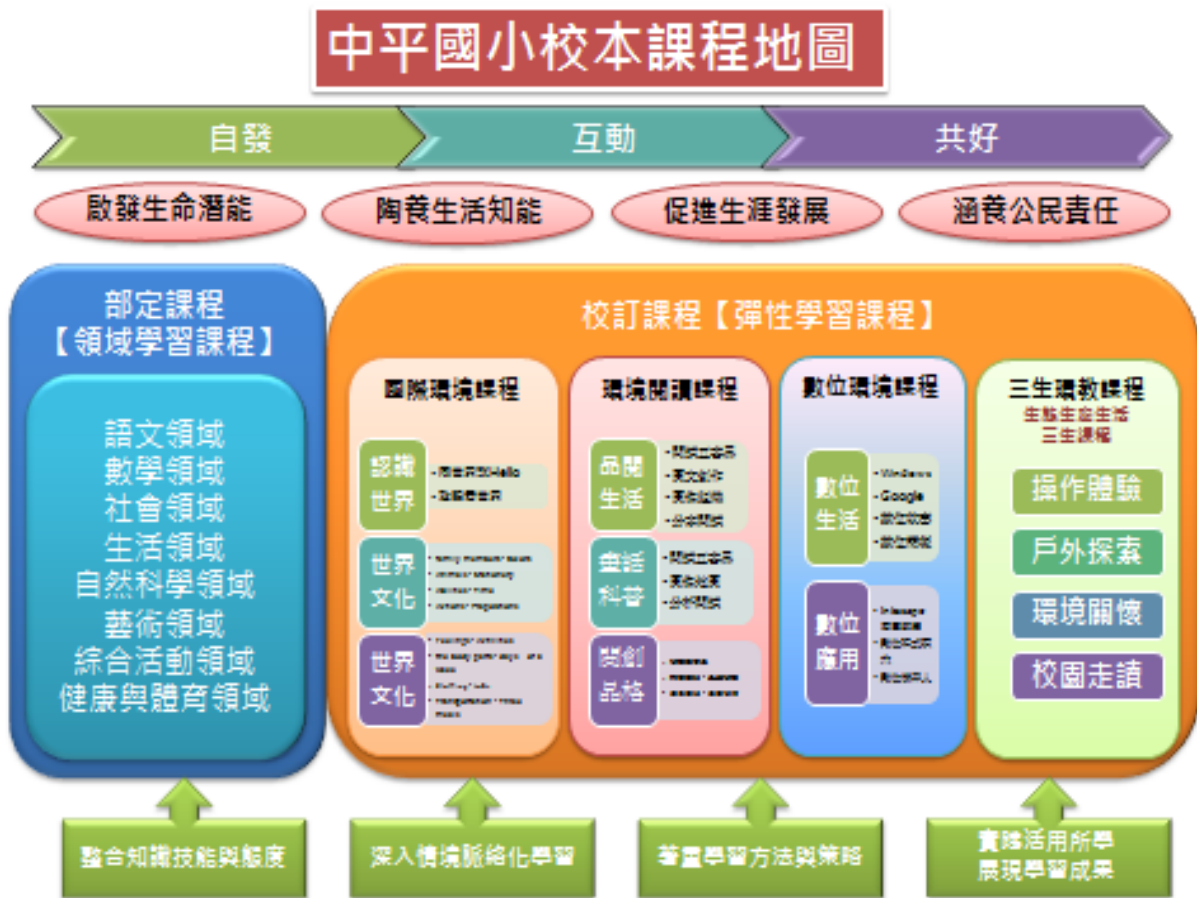 中平國小校本課程地圖
自發
互動
共好
啟發生命潛能
陶養生活知能
促進生涯發展
涵養公民責任
部定課程
【領域學習課程】
語文領域
數學領域
社會領域
生活領域
自然科學領域
藝術領域
綜合活動領域
健康與體育領域
校訂課程【彈性學習課程】
國際環境課程
認識
世界
世界
文化
世界
文化
環境閱讀課程
品閱
生活
畫話
科普
閱創
品格
數位環境課程
數位
生活
• Windows
• Google
數位
應用
三生環教課程
生態生產生活
三生課程
操作體驗
戶外探索
環境關懷
校園走讀
整合知識技能與態度
深入情境脈絡化學習
著重學習方法與策略
實踐活用所學
展現學習成果